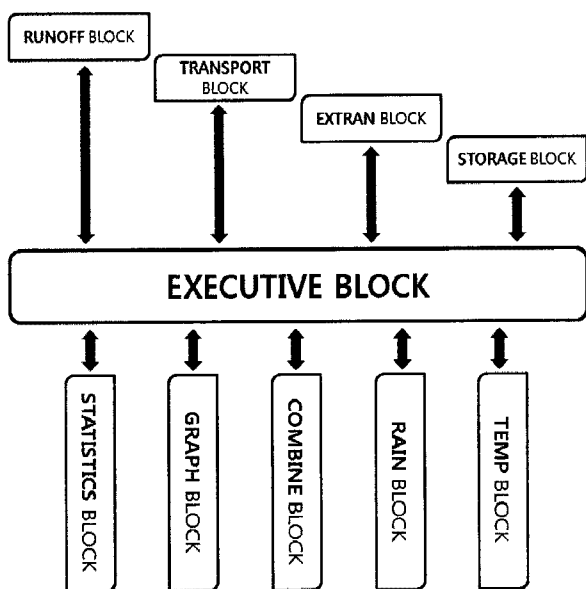 RUNOFF BLOCK
TRANSPORT
BLOCK
EXTRAN BLOCK
STORAGE BLOCK
EXECUTIVE BLOCK
STATISTICS BLOCK
GRAPH BLOCK
COMBINE BLOCK
RAIN BLOCK
TEMP BLOCK